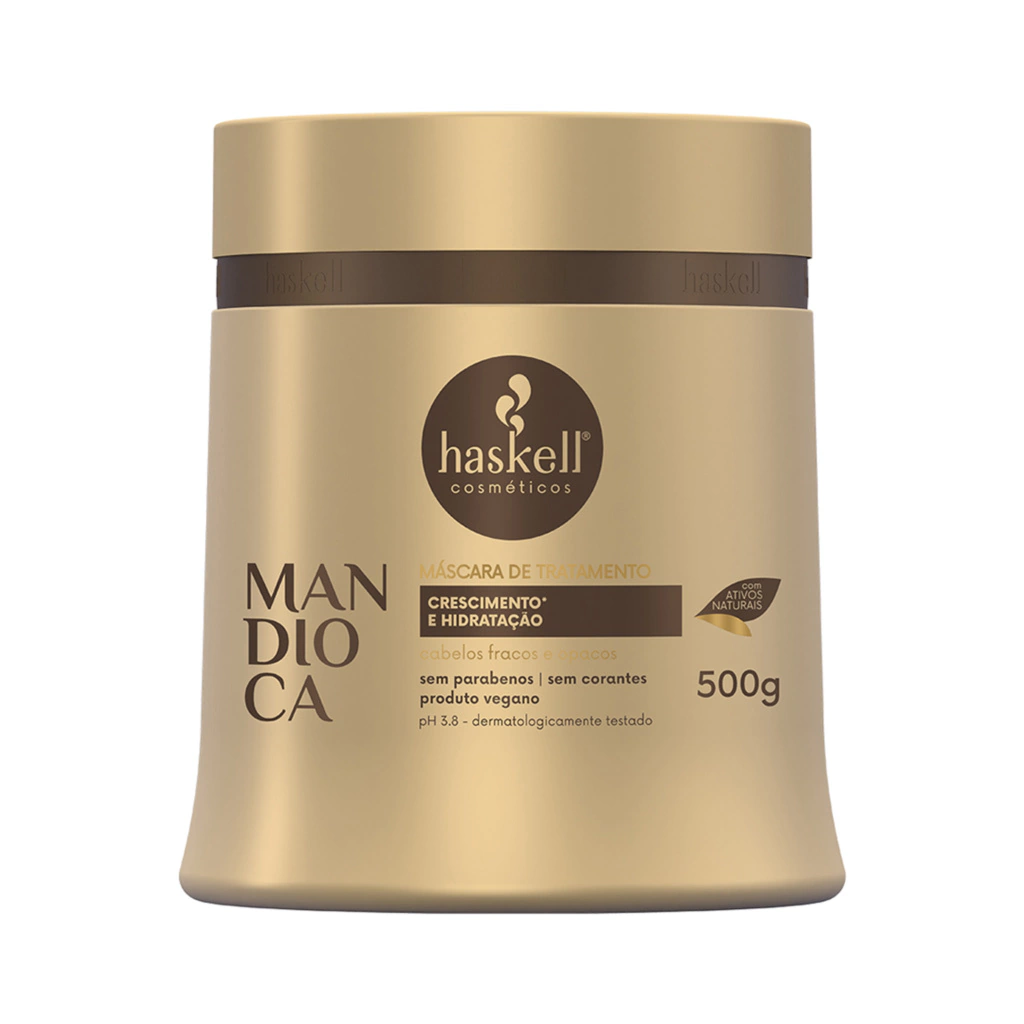 haskell haskell
haskell®
cosméticos
MAN
DIO
CA
MÁSCARA DE TRATAMENTO
CRESCIMENTO*
E HIDRATAÇÃO
cabelos fracos e opacos
sem parabenos | sem corantes
produto vegano
pH 3.8 - dermatologicamente testado
com
ATIVOS
NATURAIS
500g